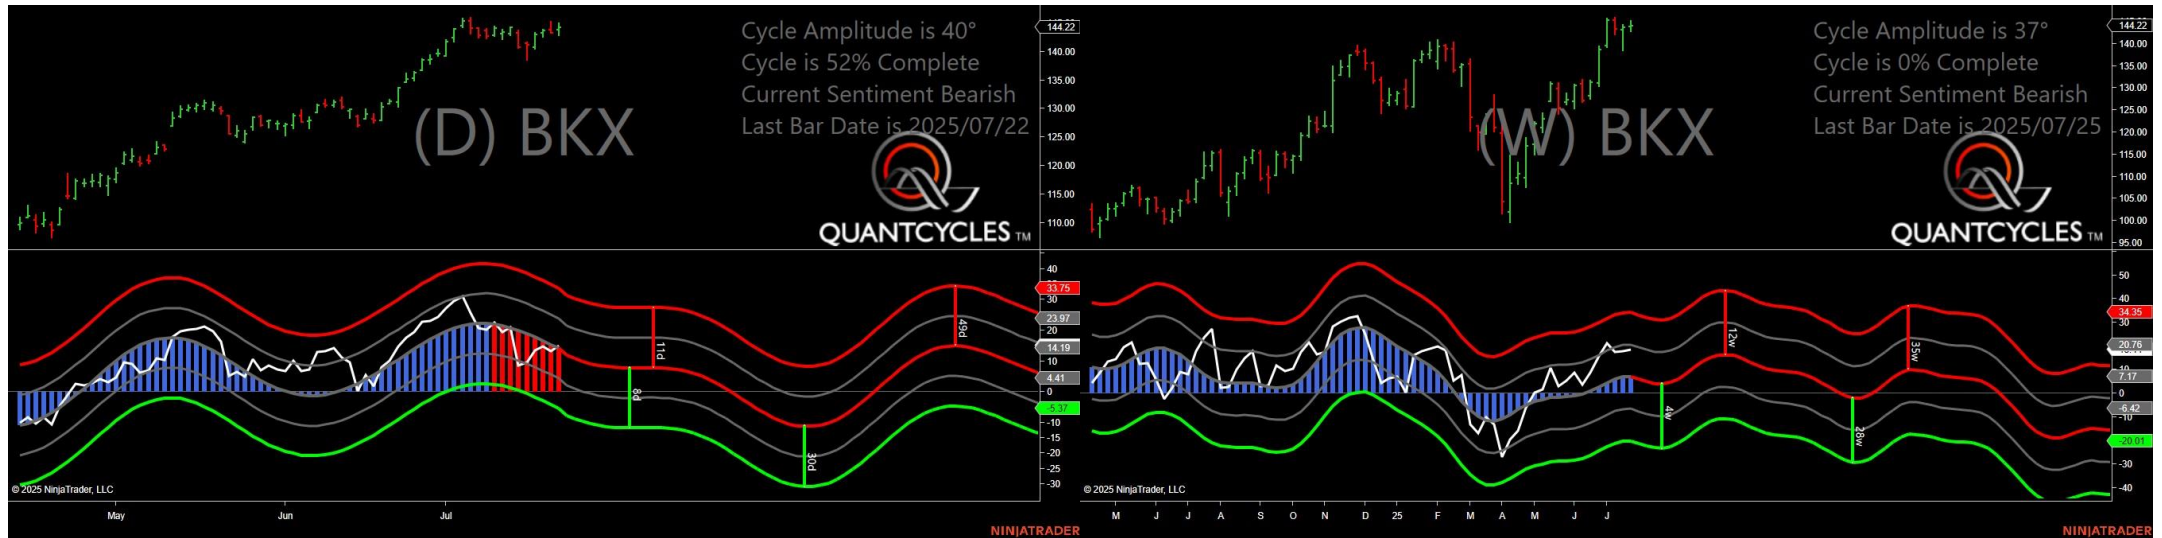 Cycle Amplitude is 40°
Cycle is 52% Complete
Current Sentiment Bearish
Last Bar Date is 2025/07/22
(D) BKX
QUANTCYCLES TM
144.22
140.00
135.00
130.00
125.00
120.00
115.00
110.00
40
33.75
30
23.97
20
14.19
10
4.41
0
-5.37
-10
-15
-20
-25
-30
11d
8d
30d
49d
© 2025 NinjaTrader, LLC
May Jun Jul
NINJATRADER
Cycle Amplitude is 37°
Cycle is 0% Complete
Current Sentiment Bearish
Last Bar Date is 2025/07/25
(W) BKX
QUANTCYCLES TM
144.22
140.00
135.00
130.00
125.00
120.00
115.00
110.00
105.00
100.00
95.00
50
40
34.35
30
20.76
10
7.17
0
-6.42
-10
-20.01
-30
-40
12w
4w
28w
35w
© 2025 NinjaTrader, LLC
M J J A S O N D 25 F M A M J J
NINJATRADER